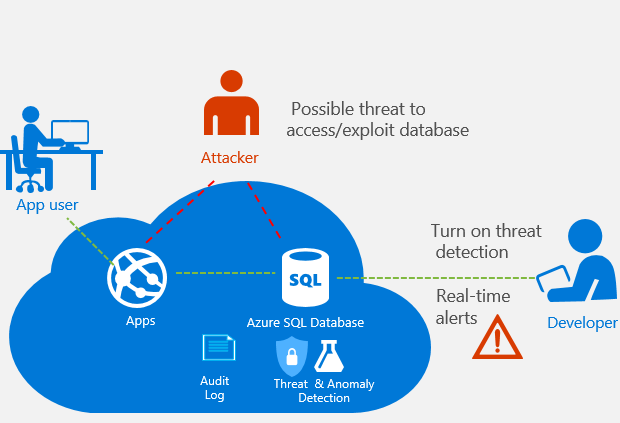 Possible threat to
access/exploit database
Attacker
App user
Turn on threat
detection
SQL
Real-time
alerts
Apps
Azure SQL Database
Developer
Audit
Log
Threat & Anomaly
Detection